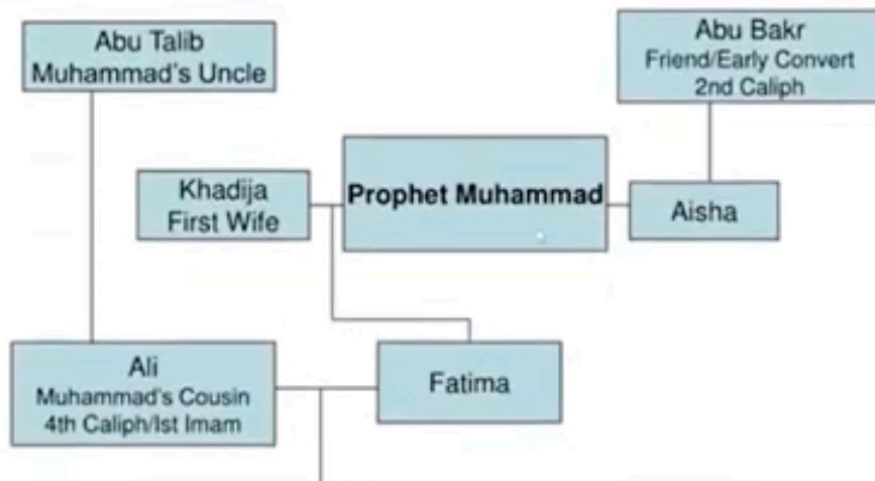 Abu Talib
Muhammad's Uncle
Abu Bakr
Friend/Early Convert
2nd Caliph
Khadija
First Wife
Prophet Muhammad
Aisha
Ali
Muhammad's Cousin
4th Caliph/Ist Imam
Fatima